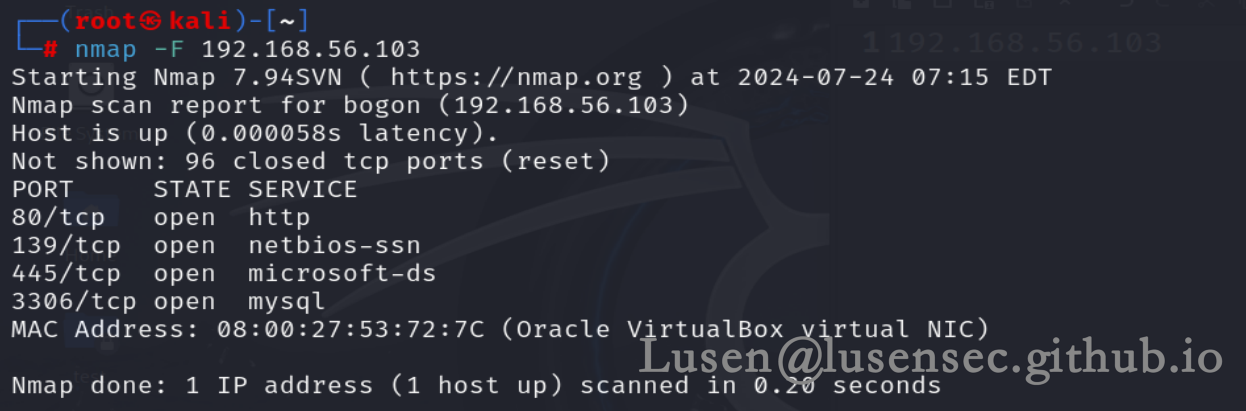 ┌──(root㉿kali)-[~]
└─# nmap -F 192.168.56.103
1 192.168.56.103
Starting Nmap 7.94SVN ( https://nmap.org ) at 2024-07-24 07:15 EDT
Nmap scan report for bogon (192.168.56.103)
Host is up (0.000058s latency).
Not shown: 96 closed tcp ports (reset)
PORT     STATE SERVICE
80/tcp   open  http
139/tcp  open  netbios-ssn
445/tcp  open  microsoft-ds
3306/tcp open  mysql
MAC Address: 08:00:27:53:72:7C (Oracle VirtualBox virtual NIC)
Lusen@lusensec.github.io
Nmap done: 1 IP address (1 host up) scanned in 0.20 seconds